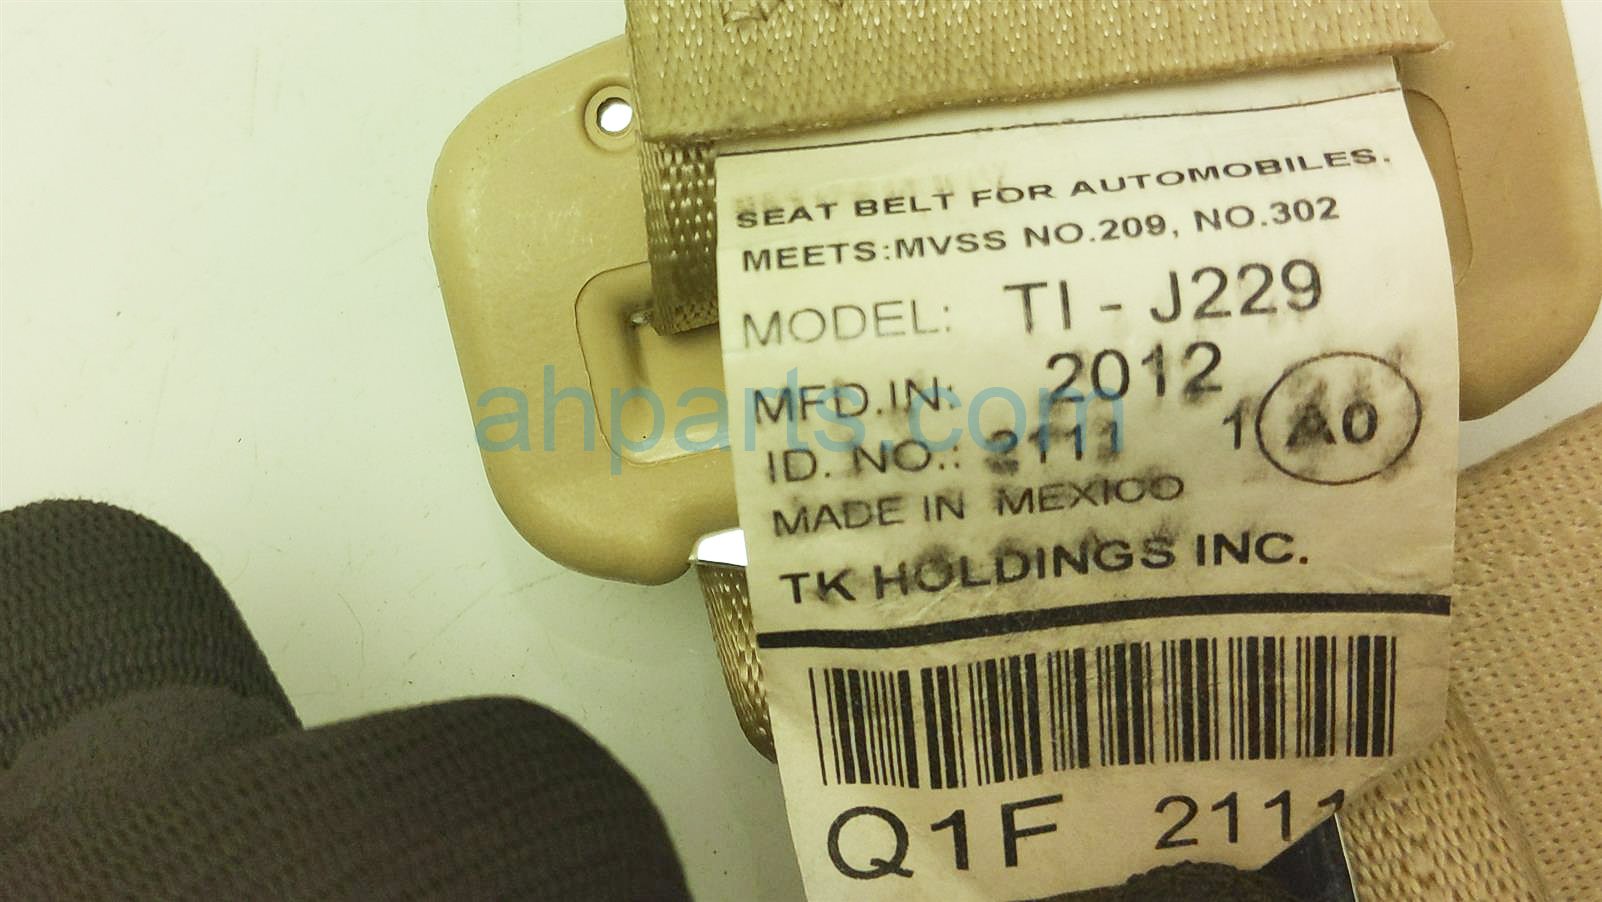 SEAT BELT FOR AUTOMOBILES.
MEETS:MVSS NO.209, NO.302
MODEL: TI - J229
MFD.IN: 2012
ID. NO.: 2111 1 A0
MADE IN MEXICO
TK HOLDINGS INC.
Q1F 2111
ahparts.com